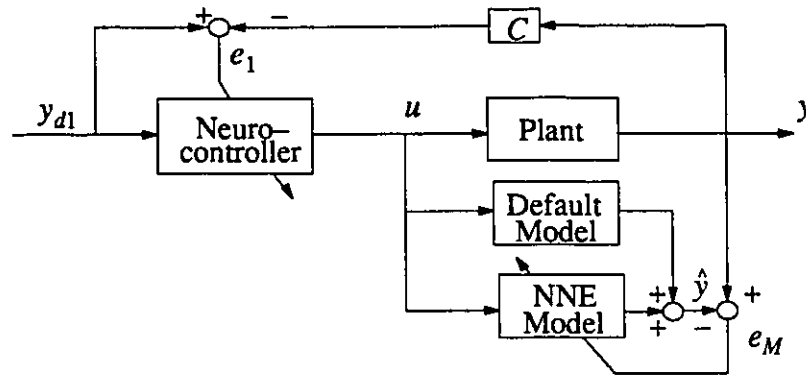 +
−
C
e1
yd1
u
y
Neuro−
controller
Plant
Default
Model
NNE
Model
+
+
ŷ
−
+
eM